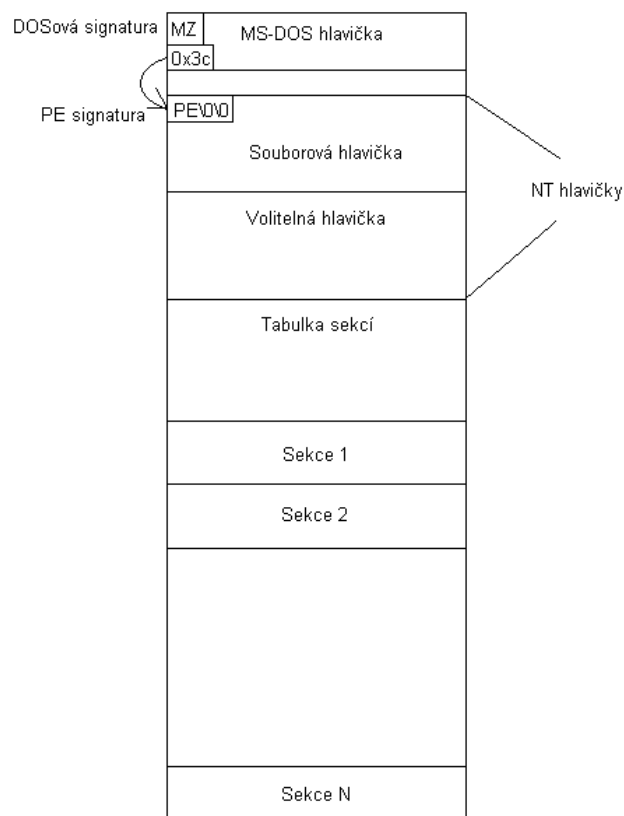 DOSová signatura
MZ
MS-DOS hlavička
0x3c
PE signatura
PE\0\0
Souborová hlavička
NT hlavičky
Volitelná hlavička
Tabulka sekcí
Sekce 1
Sekce 2
Sekce N